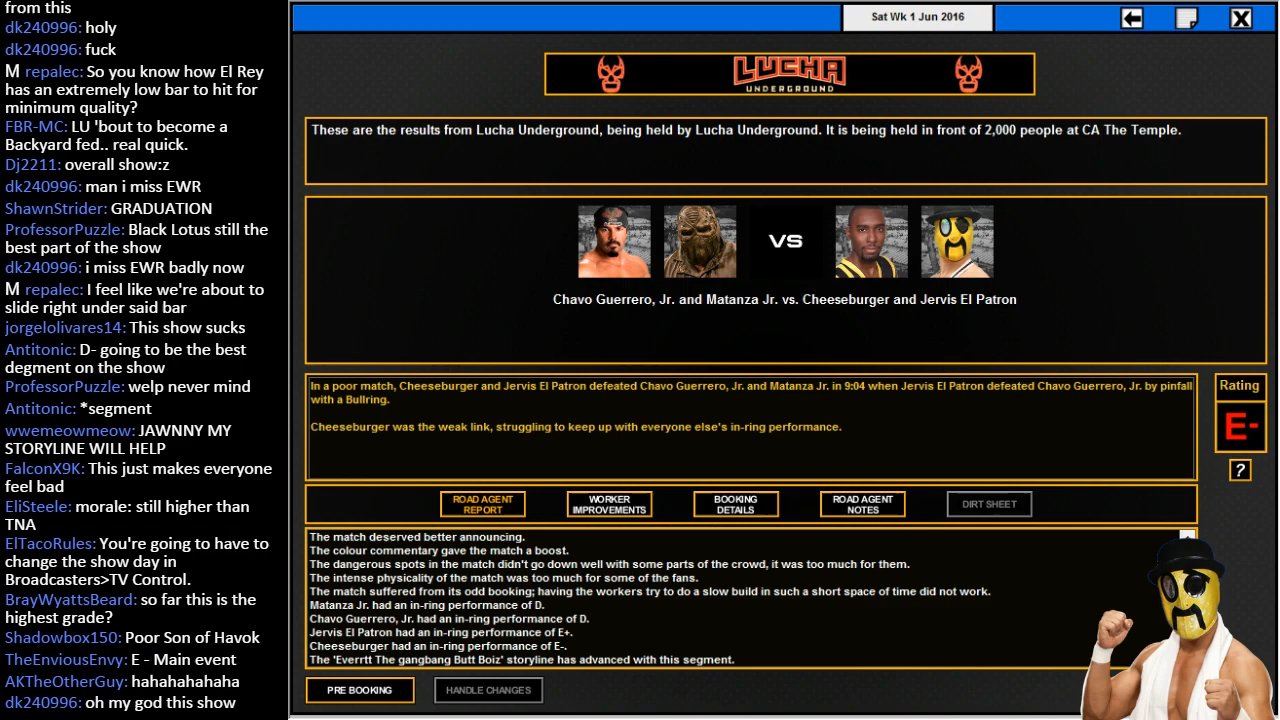 from this
dk240996: holy
dk240996: fuck
M repalec: So you know how El Rey
has an extremely low bar to hit for
minimum quality?
FBR-MC: LU 'bout to become a
Backyard fed.. real quick.
Dj2211: overall show:z
dk240996: man i miss EWR
ShawnStrider: GRADUATION
ProfessorPuzzle: Black Lotus still the
best part of the show
dk240996: i miss EWR badly now
M repalec: I feel like we're about to
slide right under said bar
jorgelolivares14: This show sucks
Antitonic: D- going to be the best
degment on the show
ProfessorPuzzle: welp never mind
Antitonic: *segment
wwemeowmeow: JAWNNY MY
STORYLINE WILL HELP
FalconX9K: This just makes everyone
feel bad
EliSteele: morale: still higher than
TNA
ElTacoRules: You're going to have to
change the show day in
Broadcasters>TV Control.
BrayWyattsBeard: so far this is the
highest grade?
Shadowbox150: Poor Son of Havok
TheEnviousEnvy: E - Main event
AKTheOtherGuy: hahahahahaha
dk240996: oh my god this show
Sat Wk 1 Jun 2016
LUCHA
UNDERGROUND
These are the results from Lucha Underground, being held by Lucha Underground. It is being held in front of 2,000 people at CA The Temple.
VS
Chavo Guerrero, Jr. and Matanza Jr. vs. Cheeseburger and Jervis El Patron
In a poor match, Cheeseburger and Jervis El Patron defeated Chavo Guerrero, Jr. and Matanza Jr. in 9:04 when Jervis El Patron defeated Chavo Guerrero, Jr. by pinfall
with a Bullring.
Cheeseburger was the weak link, struggling to keep up with everyone else's in-ring performance.
Rating
E-
?
ROAD AGENT
REPORT
WORKER
IMPROVEMENTS
BOOKING
DETAILS
ROAD AGENT
NOTES
DIRT SHEET
The match deserved better announcing.
The colour commentary gave the match a boost.
The dangerous spots in the match didn't go down well with some parts of the crowd, it was too much for them.
The intense physicality of the match was too much for some of the fans.
The match suffered from its odd booking; having the workers try to do a slow build in such a short space of time did not work.
Matanza Jr. had an in-ring performance of D.
Chavo Guerrero, Jr. had an in-ring performance of D.
Jervis El Patron had an in-ring performance of E+.
Cheeseburger had an in-ring performance of E-.
The 'Everrtt The gangbang Butt Boiz' storyline has advanced with this segment.
PRE BOOKING
HANDLE CHANGES